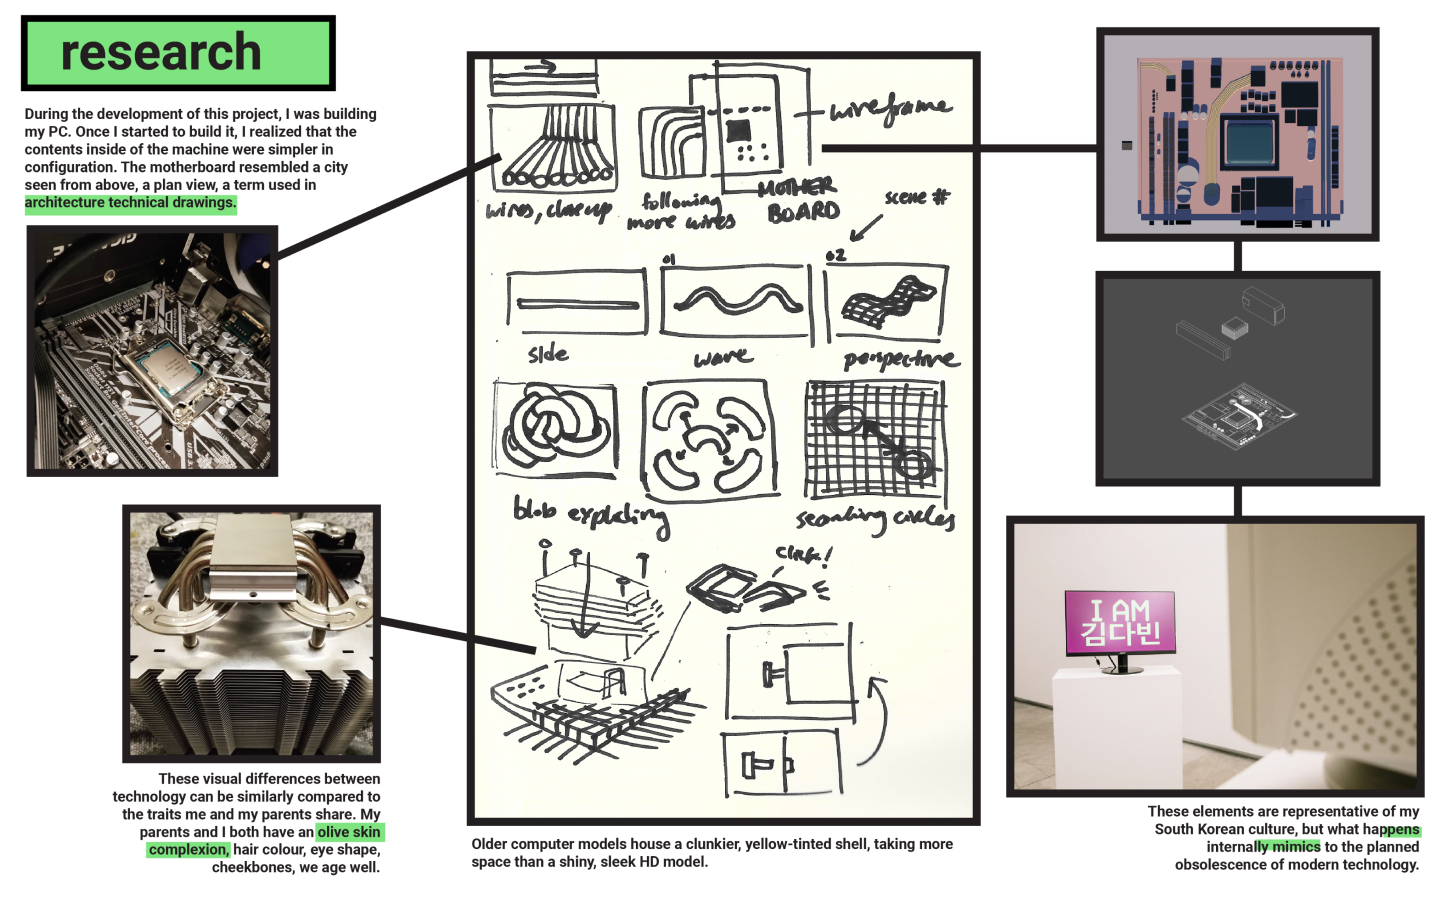 research
During the development of this project, I was building
my PC. Once I started to build it, I realized that the
contents inside of the machine were simpler in
configuration. The motherboard resembled a city
seen from above, a plan view, a term used in
architecture technical drawings.
wires, closeup
following
more wires
MOTHER
BOARD
wireframe
scene #
01
02
side
wave
perspective
blob exploding
searching circles
click!
These visual differences between
technology can be similarly compared to
the traits me and my parents share. My
parents and I both have an olive skin
complexion, hair colour, eye shape,
cheekbones, we age well.
Older computer models house a clunkier, yellow-tinted shell, taking more
space than a shiny, sleek HD model.
I AM
김다빈
These elements are representative of my
South Korean culture, but what happens
internally mimics to the planned
obsolescence of modern technology.